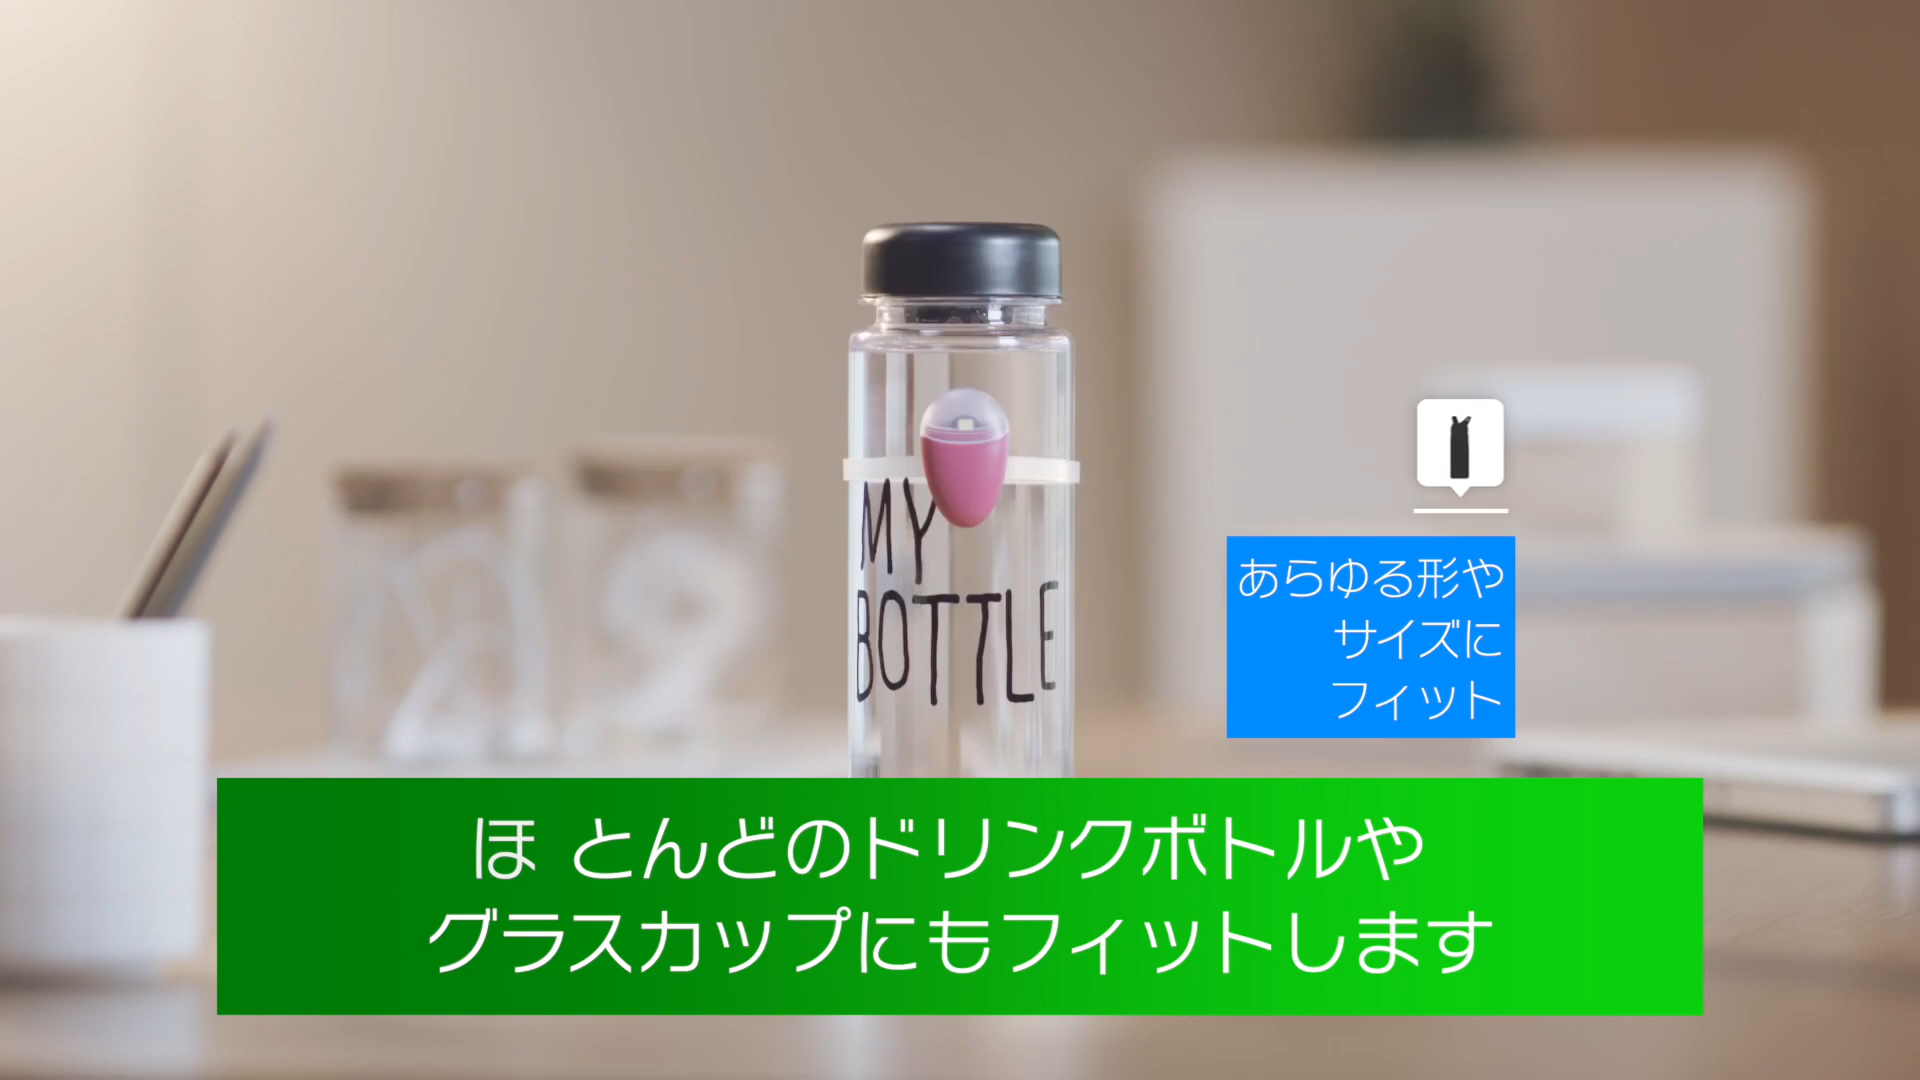 MY
BOTTLE
あらゆる形や
サイズに
フィット
ほ とんどのドリンクボトルや
グラスカップにもフィットします